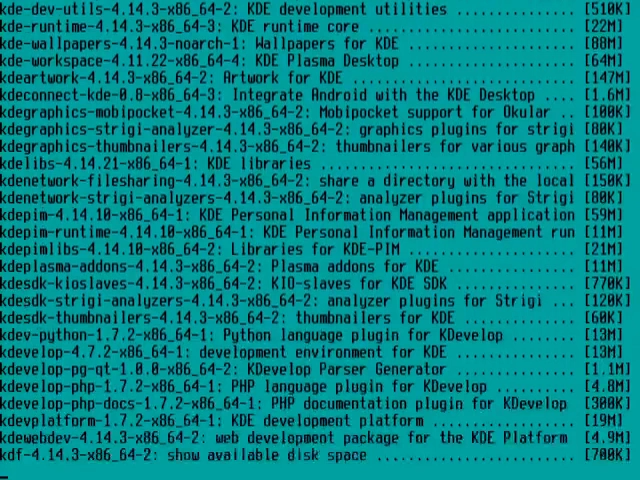 kde-dev-utils-4.14.3-x86_64-2: KDE development utilities ................ [510K]
kde-runtime-4.14.3-x86_64-3: KDE runtime core ........................... [22M]
kde-wallpapers-4.14.3-noarch-1: Wallpapers for KDE ...................... [88M]
kde-workspace-4.11.22-x86_64-4: KDE Plasma Desktop ...................... [64M]
kdeartwork-4.14.3-x86_64-2: Artwork for KDE ............................. [147M]
kdeconnect-kde-0.8-x86_64-3: Integrate Android with the KDE Desktop .... [1.6M]
kdegraphics-mobipocket-4.14.3-x86_64-2: Mobipocket support for Okular .. [100K]
kdegraphics-strigi-analyzer-4.14.3-x86_64-2: graphics plugins for strigi [80K]
kdegraphics-thumbnailers-4.14.3-x86_64-2: thumbnailers for various graph [140K]
kdelibs-4.14.21-x86_64-1: KDE libraries ................................ [56M]
kdenetwork-filesharing-4.14.3-x86_64-2: share a directory with the local [150K]
kdenetwork-strigi-analyzers-4.14.3-x86_64-2: analyzer plugins for Strigi [80K]
kdepim-4.14.10-x86_64-1: KDE Personal Information Management application [59M]
kdepim-runtime-4.14.10-x86_64-1: KDE Personal Information Management run [11M]
kdepimlibs-4.14.10-x86_64-2: Libraries for KDE-PIM ..................... [21M]
kdeplasma-addons-4.14.3-x86_64-2: Plasma addons for KDE ................ [11M]
kdesdk-kioslaves-4.14.3-x86_64-2: KIO-slaves for KDE SDK ............... [770K]
kdesdk-strigi-analyzers-4.14.3-x86_64-2: analyzer plugins for Strigi ... [120K]
kdesdk-thumbnailers-4.14.3-x86_64-2: thumbnailers for KDE .............. [60K]
kdev-python-1.7.2-x86_64-1: Python language plugin for KDevelop ........ [13M]
kdevelop-4.7.2-x86_64-1: development environment for KDE ............... [13M]
kdevelop-pg-qt-1.0.0-x86_64-2: KDevelop Parser Generator ............... [1.1M]
kdevelop-php-1.7.2-x86_64-1: PHP language plugin for KDevelop .......... [4.8M]
kdevelop-php-docs-1.7.2-x86_64-1: PHP documentation plugin for KDevelop [300K]
kdevplatform-1.7.2-x86_64-1: KDE development platform .................. [19M]
kdewebdev-4.14.3-x86_64-2: web development package for the KDE Platform [4.9M]
kdf-4.14.3-x86_64-2: show available disk space ......................... [700K]